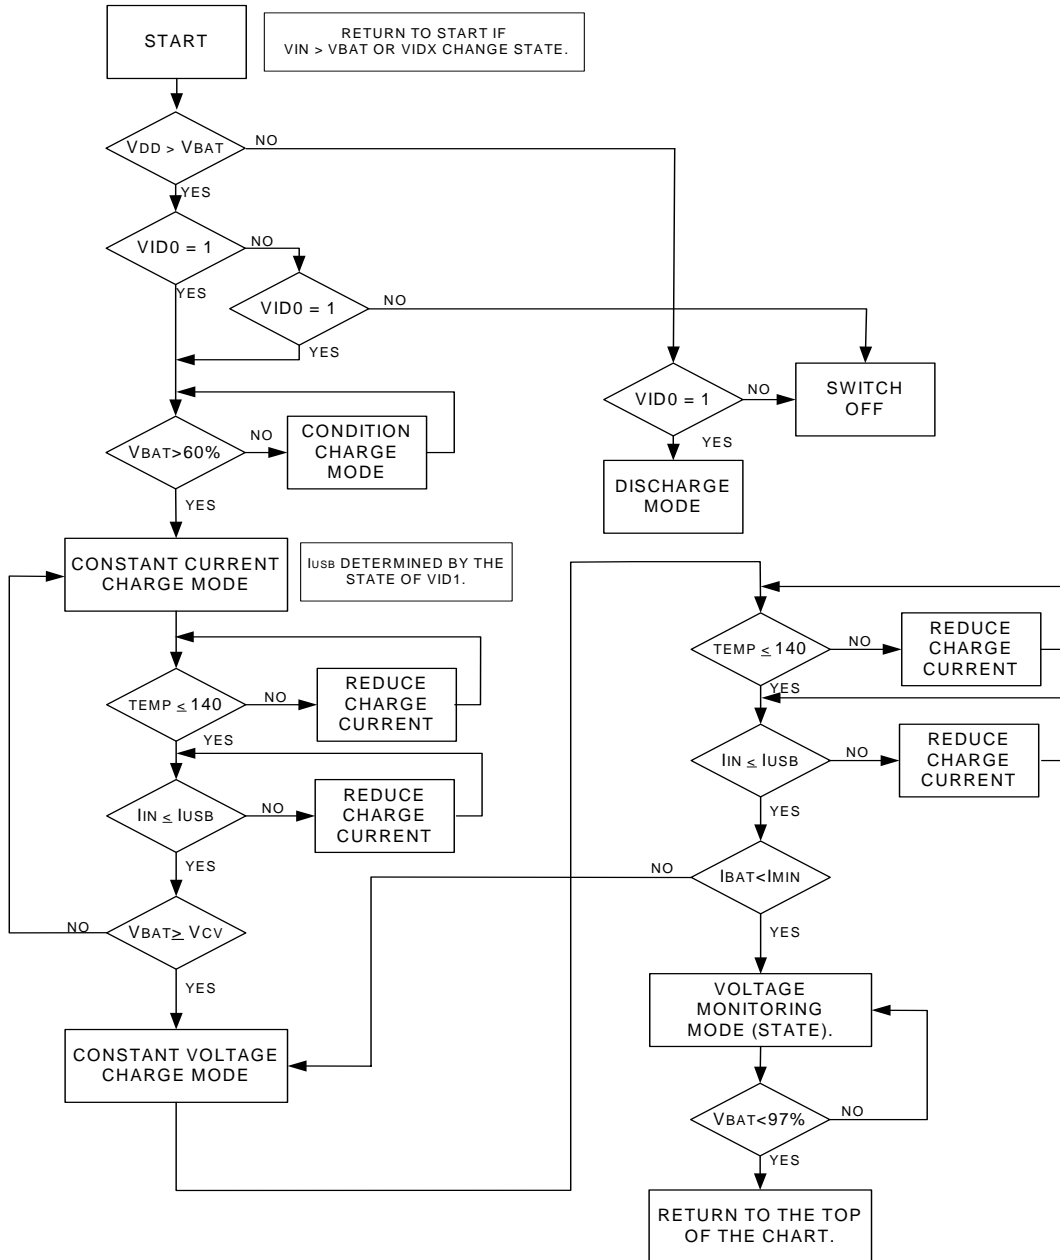 START
RETURN TO START IF
VIN > VBAT OR VIDX CHANGE STATE.
VDD > VBAT
NO
YES
VID0 = 1
NO
YES
VID0 = 1
NO
YES
VID0 = 1
NO
YES
SWITCH
OFF
DISCHARGE
MODE
VBAT>60%
NO
YES
CONDITION
CHARGE
MODE
CONSTANT CURRENT
CHARGE MODE
IUSB DETERMINED BY THE
STATE OF VID1.
TEMP ≤ 140
NO
YES
REDUCE
CHARGE
CURRENT
IIN ≤ IUSB
NO
YES
REDUCE
CHARGE
CURRENT
VBAT≥ VCV
NO
YES
CONSTANT VOLTAGE
CHARGE MODE
TEMP ≤ 140
NO
YES
REDUCE
CHARGE
CURRENT
IIN ≤ IUSB
NO
YES
REDUCE
CHARGE
CURRENT
IBAT<IMIN
NO
YES
VOLTAGE
MONITORING
MODE (STATE).
VBAT<97%
NO
YES
RETURN TO THE TOP
OF THE CHART.